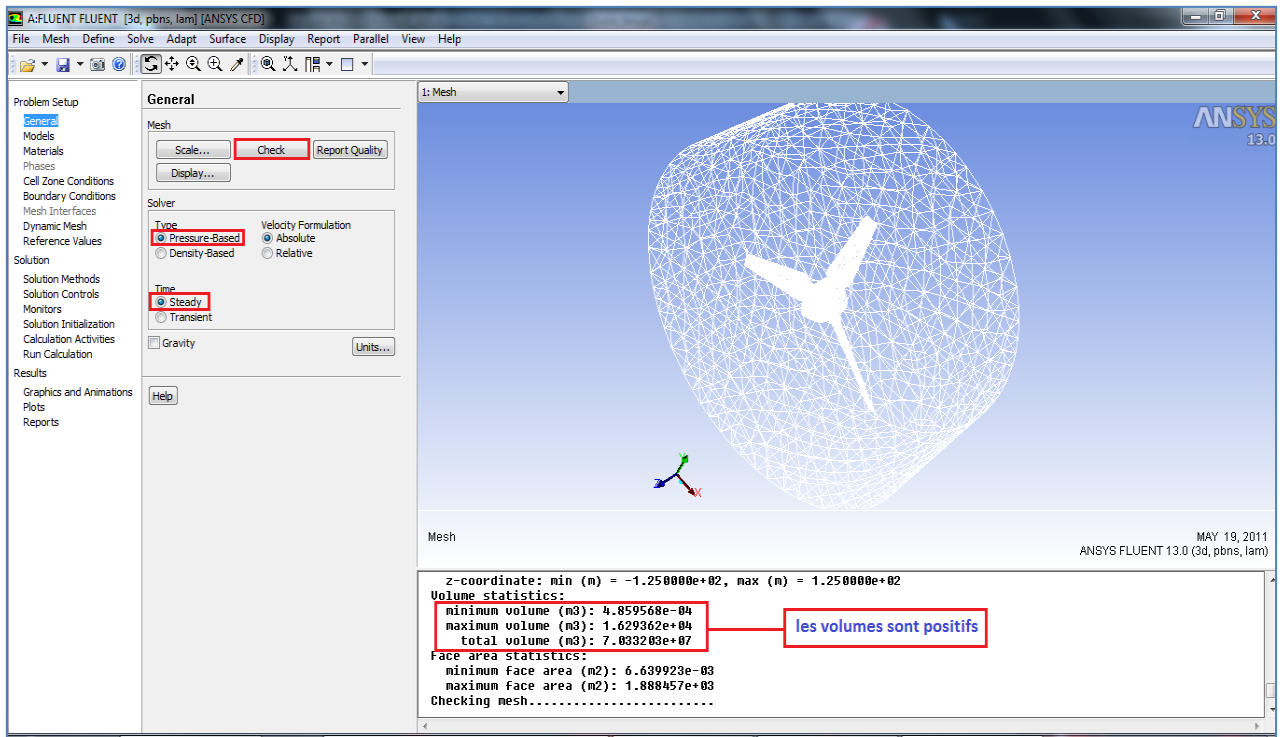 A:FLUENT FLUENT [3d, pbns, lam] [ANSYS CFD]
File Mesh Define Solve Adapt Surface Display Report Parallel View Help
Problem Setup
General
Models
Materials
Phases
Cell Zone Conditions
Boundary Conditions
Mesh Interfaces
Dynamic Mesh
Reference Values
Solution
Solution Methods
Solution Controls
Monitors
Solution Initialization
Calculation Activities
Run Calculation
Results
Graphics and Animations
Plots
Reports
General
Mesh
Scale... Check Report Quality
Display...
Solver
Type Velocity Formulation
Pressure-Based Absolute
Density-Based Relative
Time
Steady
Transient
Gravity Units...
Help
1: Mesh
ANSYS
13.0
Y
Z
X
Mesh
MAY 19, 2011
ANSYS FLUENT 13.0 (3d, pbns, lam)
z-coordinate: min (m) = -1.250000e+02, max (m) = 1.250000e+02
Volume statistics:
minimum volume (m3): 4.859568e-04
maximum volume (m3): 1.629362e+04
total volume (m3): 7.033203e+07
les volumes sont positifs
Face area statistics:
minimum face area (m2): 6.639923e-03
maximum face area (m2): 1.888457e+03
Checking mesh.........................